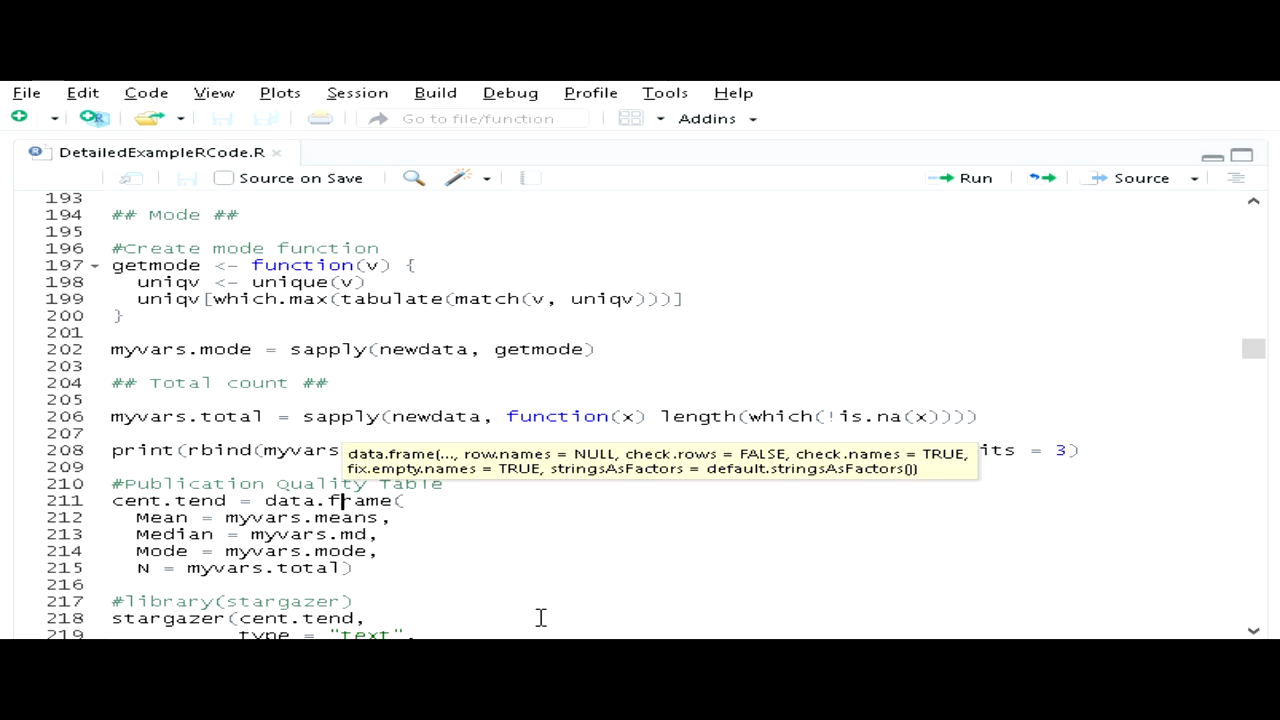 File Edit Code View Plots Session Build Debug Profile Tools Help
Go to file/function Addins
DetailedExampleRCode.R
Source on Save Run Source
193
194 ## Mode ##
195
196 #Create mode function
197 getmode <- function(v) {
198 uniqv <- unique(v)
199 uniqv[which.max(tabulate(match(v, uniqv)))]
200 }
201
202 myvars.mode = sapply(newdata, getmode)
203
204 ## Total count ##
205
206 myvars.total = sapply(newdata, function(x) length(which(!is.na(x))))
207
208 print(rbind(myvars its = 3)
data.frame(..., row.names = NULL, check.rows = FALSE, check.names = TRUE,
fix.empty.names = TRUE, stringsAsFactors = default.stringsAsFactors())
209
210 #Publication Quality Table
211 cent.tend = data.frame(
212 Mean = myvars.means,
213 Median = myvars.md,
214 Mode = myvars.mode,
215 N = myvars.total)
216
217 #library(stargazer)
218 stargazer(cent.tend,
219 type = "text",